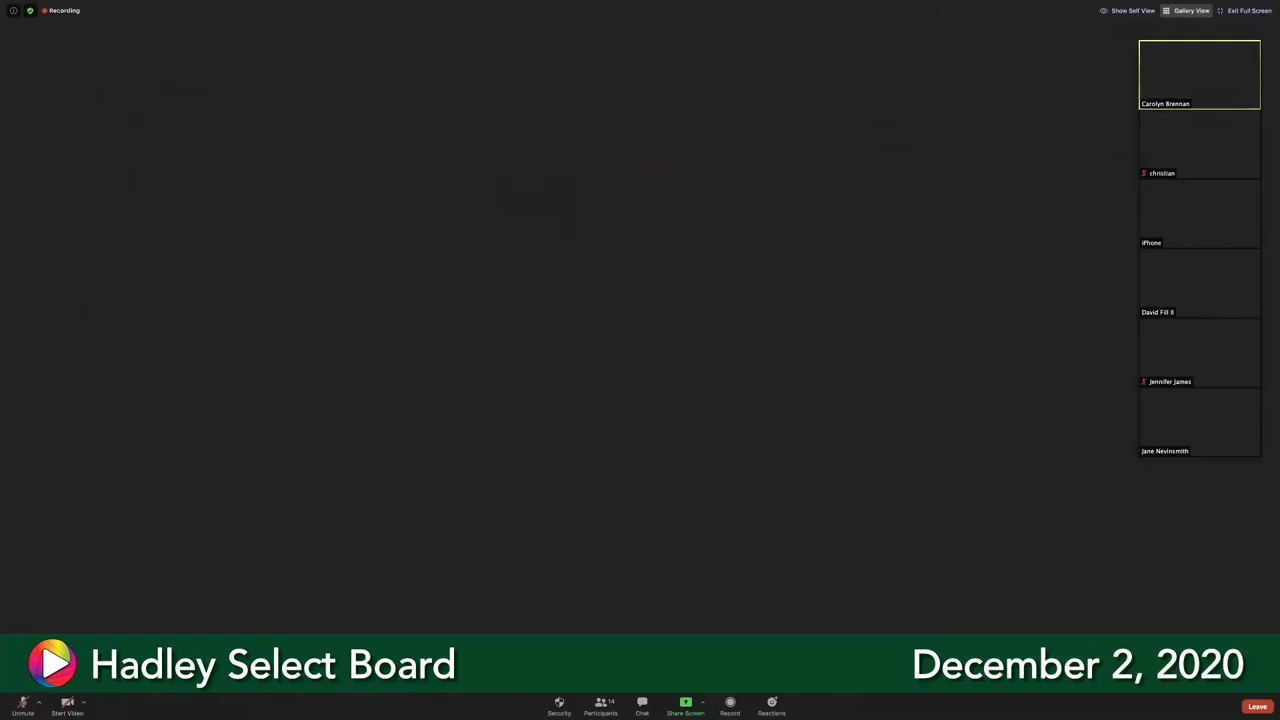 Recording
Show Self View
Gallery View
Exit Full Screen
Carolyn Brennan
christian
iPhone
David Fill II
Jennifer James
Jane Nevinsmith
Hadley Select Board
December 2, 2020
Unmute
Start Video
Security
Participants
14
Chat
Share Screen
Record
Reactions
Leave